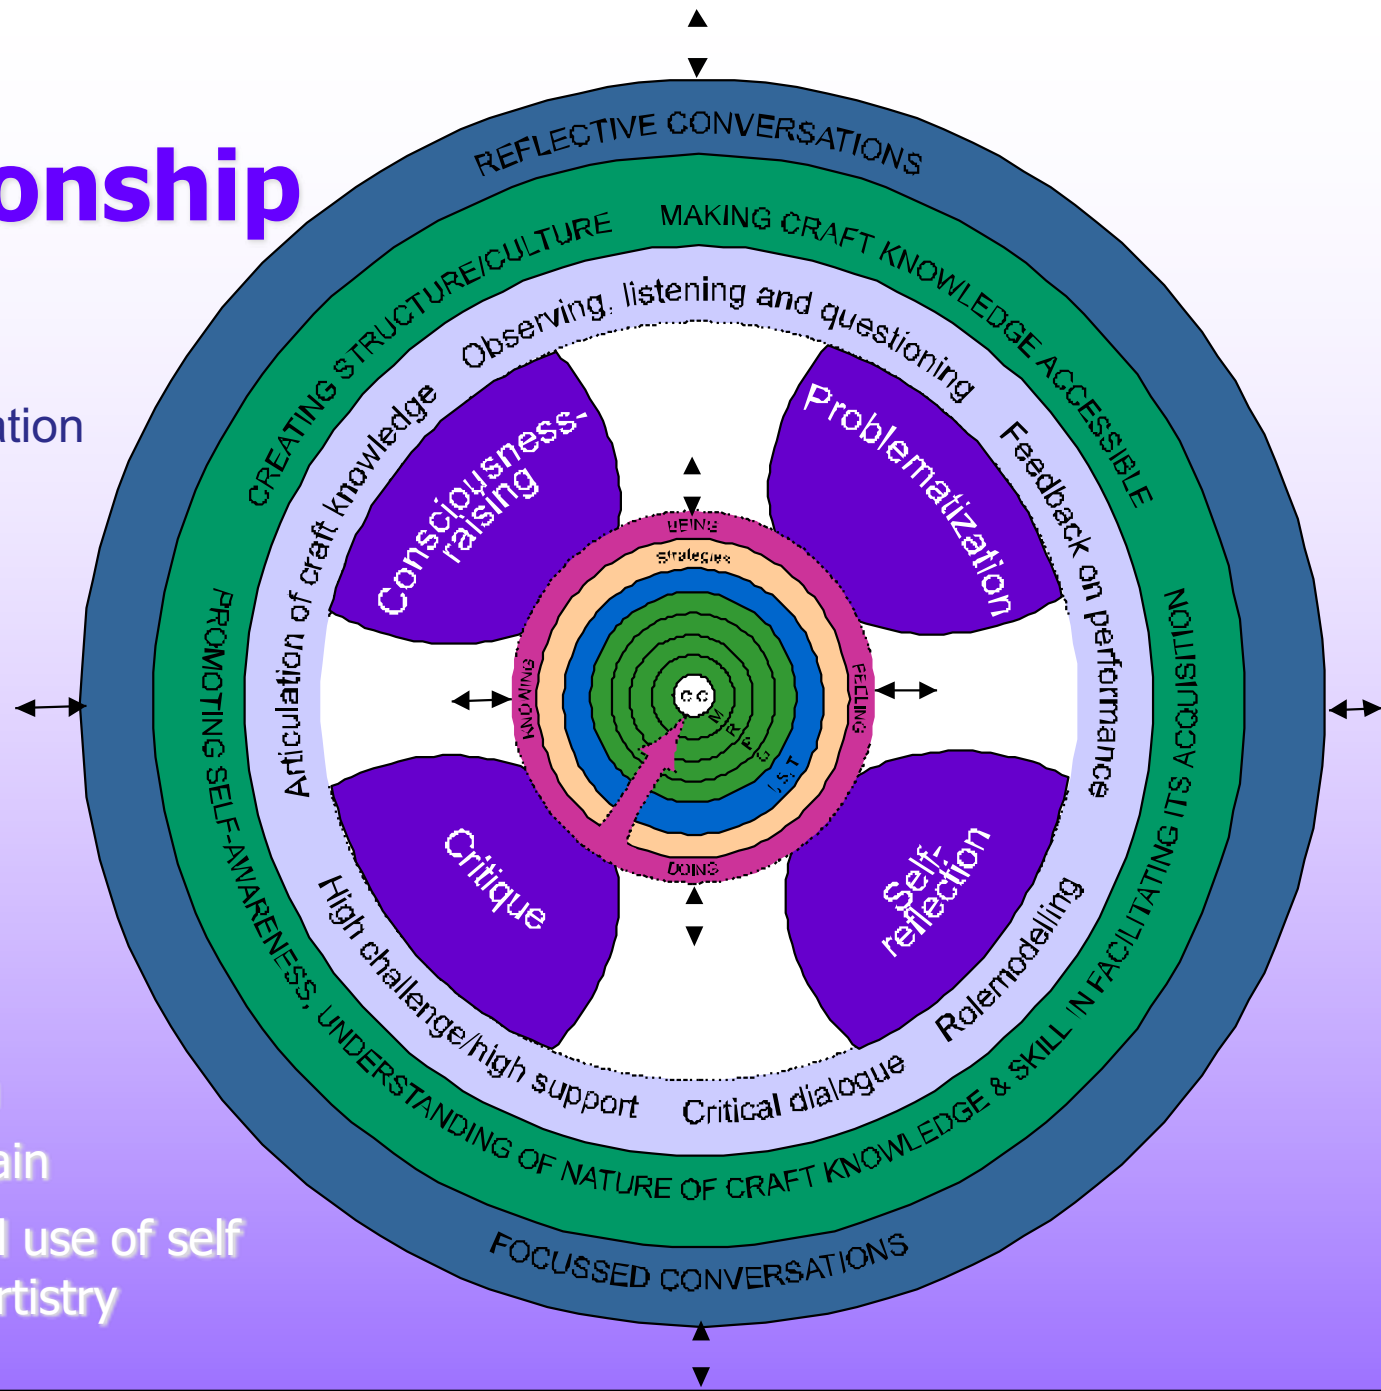 onship
ation
ain
l use of self
rtistry
REFLECTIVE CONVERSATIONS
CREATING STRUCTURE/CULTURE
MAKING CRAFT KNOWLEDGE ACCESSIBLE
PROMOTING SELF-AWARENESS, UNDERSTANDING OF NATURE OF CRAFT KNOWLEDGE & SKILL IN FACILITATING ITS ACQUISITION
Observing, listening and questioning
Articulation of craft knowledge
Feedback on performance
High challenge/high support
Critical dialogue
Rolemodelling
Consciousness-
raising
Problematization
Critique
Self-
reflection
BEING
Strategies
KNOWING
FEELING
C C
M
R
P
G
I,S,T
DOING
FOCUSSED CONVERSATIONS